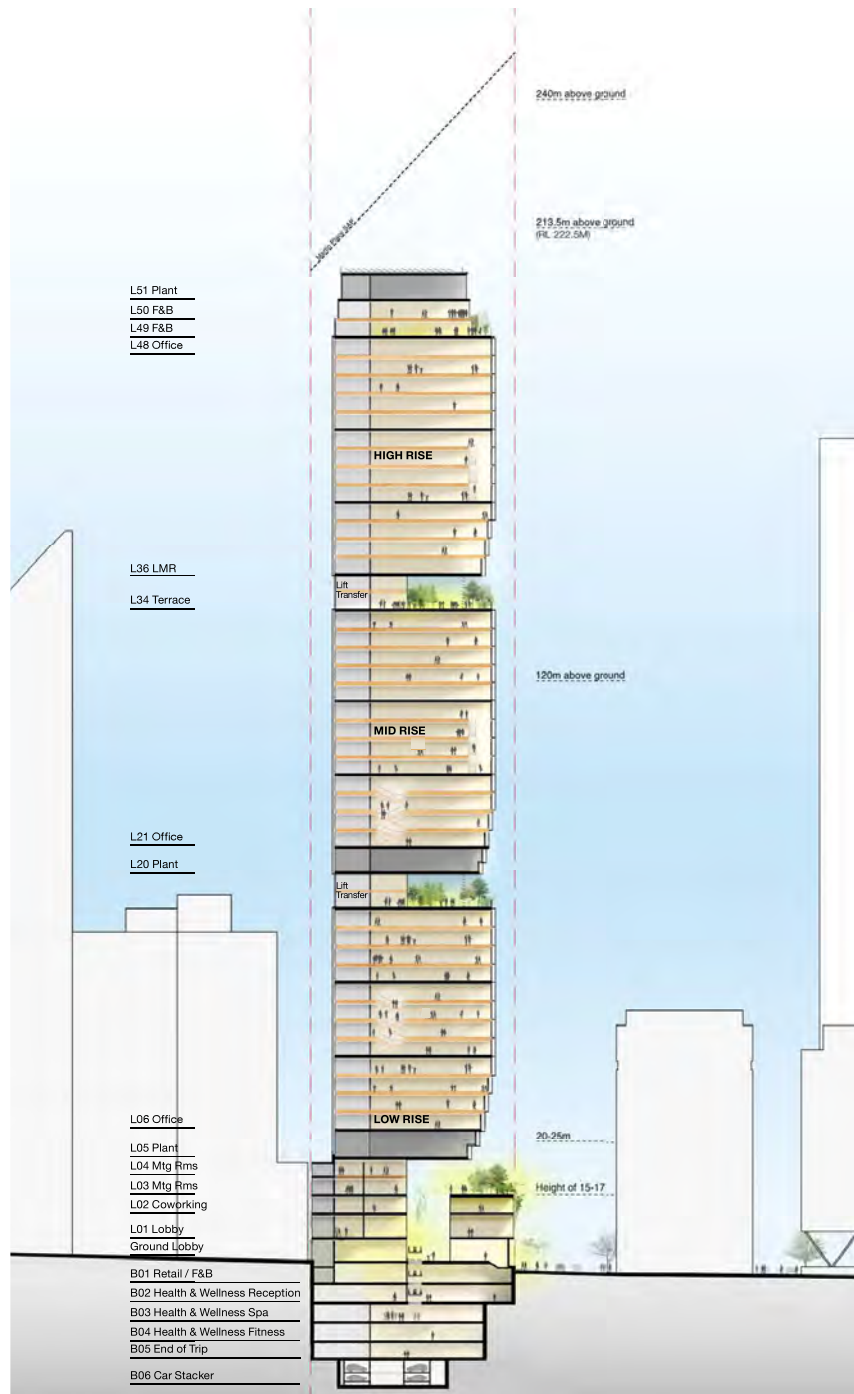 240m above ground
213.5m above ground
(RL 222.5M)
L51 Plant
L50 F&B
L49 F&B
L48 Office
HIGH RISE
L36 LMR
Lift
Transfer
L34 Terrace
120m above ground
MID RISE
L21 Office
L20 Plant
Lift
Transfer
L06 Office
LOW RISE
20-25m
L05 Plant
L04 Mtg Rms
L03 Mtg Rms
Height of 15-17
L02 Coworking
L01 Lobby
Ground Lobby
B01 Retail / F&B
B02 Health & Wellness Reception
B03 Health & Wellness Spa
B04 Health & Wellness Fitness
B05 End of Trip
B06 Car Stacker